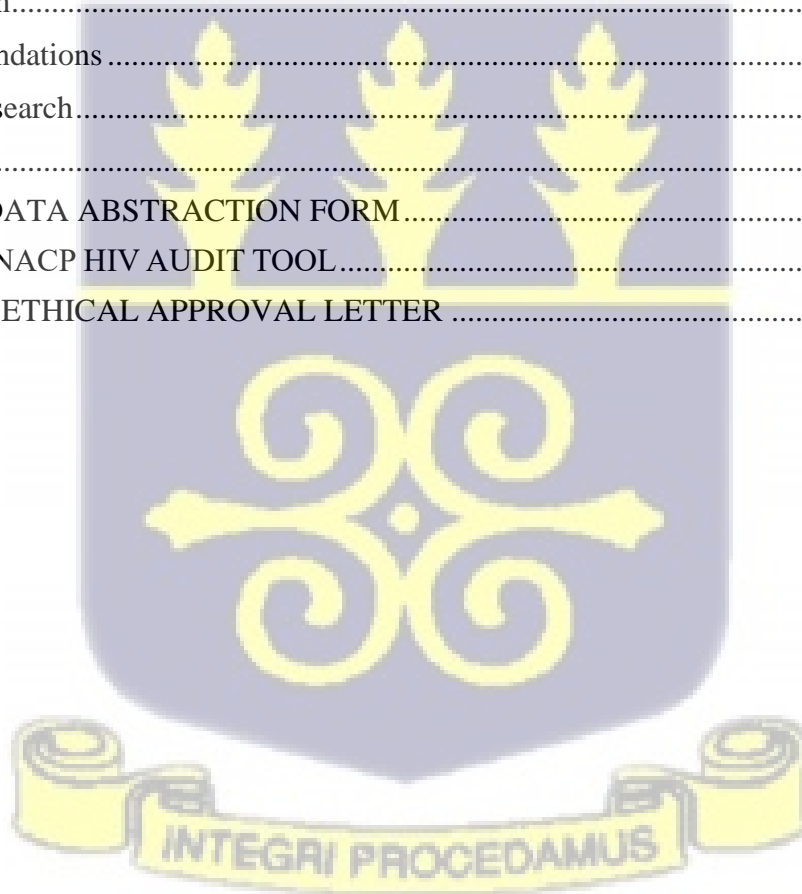 n..........................................................................................
ndations..........................................................................................
search..........................................................................................
..........................................................................................
DATA ABSTRACTION FORM..................................................
NACP HIV AUDIT TOOL..........................................................
ETHICAL APPROVAL LETTER.............................................
INTEGRI PROCEDAMUS